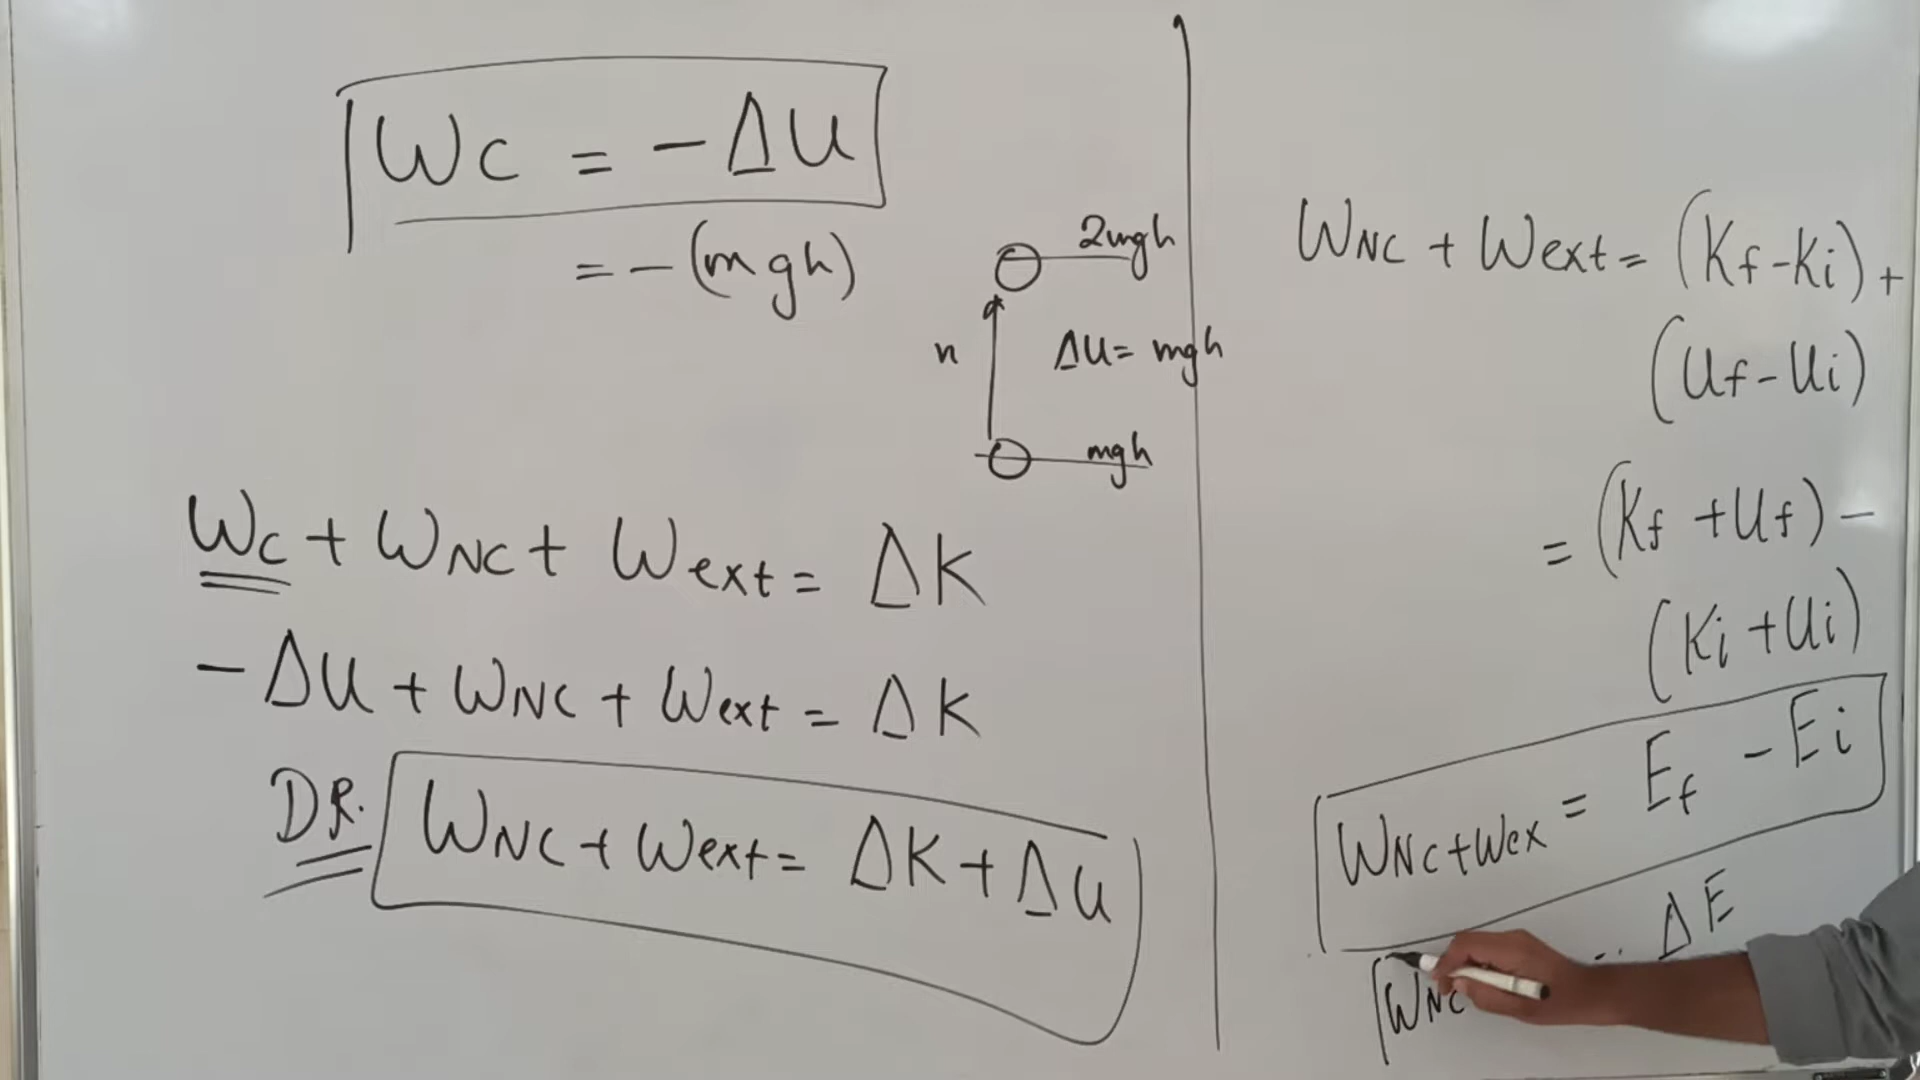 Wc = -ΔU
= -(mgh)
2mgh
h
ΔU= mgh
mgh
Wc + WNC + Wext = ΔK
-ΔU + WNC + Wext = ΔK
DR. WNC + Wext = ΔK + ΔU
WNC + Wext = (Kf-Ki) +
(Uf-Ui)
= (Kf +Uf) -
(Ki +Ui)
WNC+Wex = Ef - Ei
WNC ΔE